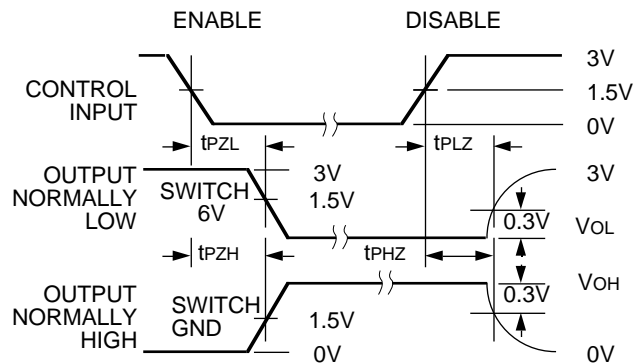 ENABLE DISABLE
3V
CONTROL
INPUT
1.5V
0V
tPZL tPLZ
OUTPUT
NORMALLY
LOW
SWITCH
6V
3V
1.5V
3V
0.3V
VOL
tPZH tPHZ
OUTPUT
NORMALLY
HIGH
SWITCH
GND
1.5V
0V
0.3V
VOH
0V